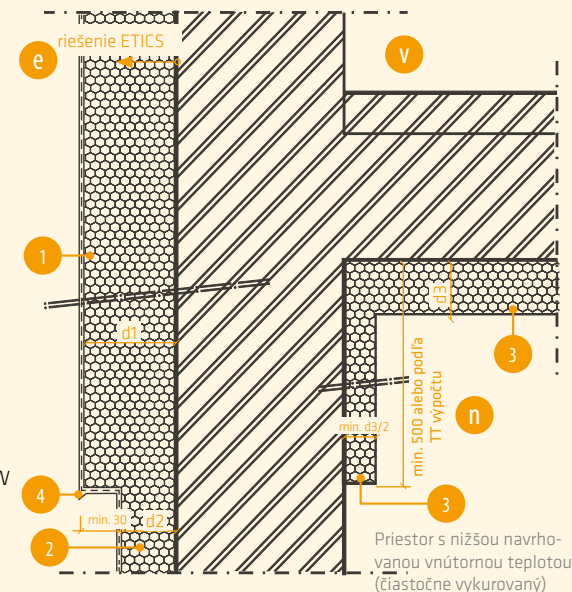 riešenie ETICS
e
v
1
d1
d3
3
min. 500 alebo podľa
TT výpočtu
n
min. d3/2
W
4
min. 30
d2
3
2
Priestor s nižšou navrho-
vanou vnútornou teplotou
(čiastočne vykurovaný)